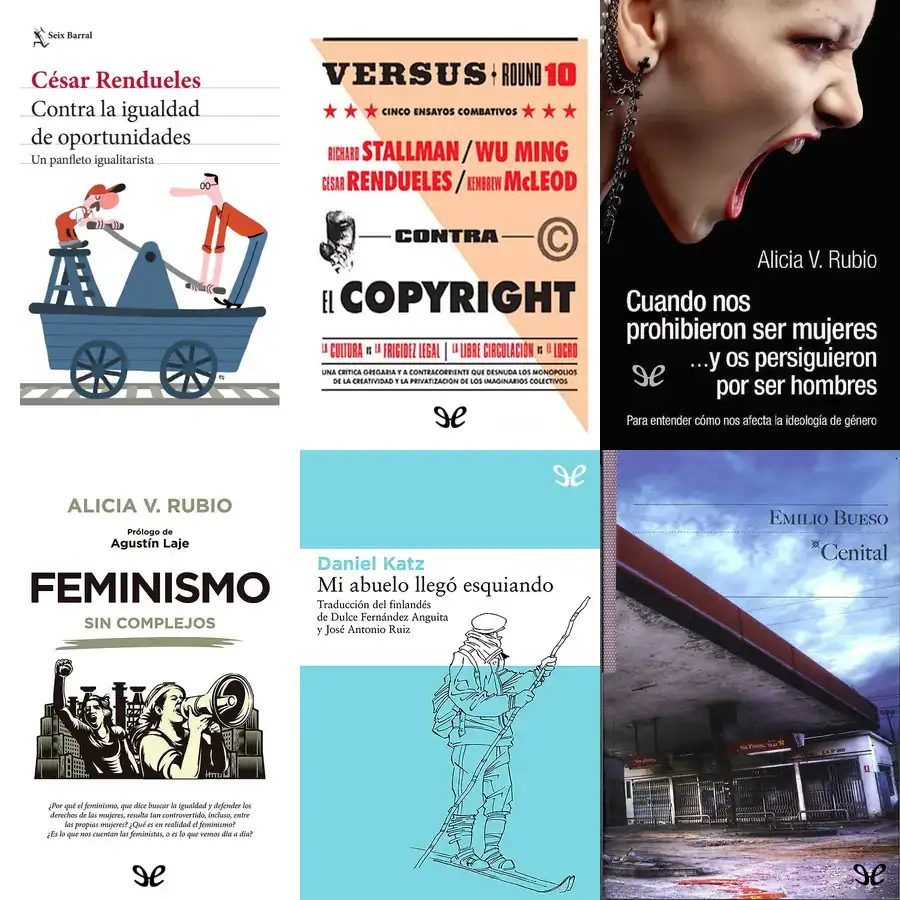 Seix Barral
César Rendueles
Contra la igualdad
de oportunidades
Un panfleto igualitarista
VERSUS ROUND 10
CINCO ENSAYOS COMBATIVOS
RICHARD STALLMAN / WU MING
CÉSAR RENDUELES / KEMBREW McLEOD
CONTRA ©
EL COPYRIGHT
LA CULTURA VS LA FRIGIDEZ LEGAL | LA LIBRE CIRCULACIÓN VS EL LUCRO
UNA CRÍTICA GREGARIA Y A CONTRACORRIENTE QUE DESNUDA LOS MONOPOLIOS
DE LA CREATIVIDAD Y LA PRIVATIZACIÓN DE LOS IMAGINARIOS COLECTIVOS
Alicia V. Rubio
Cuando nos
prohibieron ser mujeres
...y os persiguieron
por ser hombres
Para entender cómo nos afecta la ideología de género
ALICIA V. RUBIO
Prólogo de
Agustín Laje
FEMINISMO
SIN COMPLEJOS
¿Por qué el feminismo, que dice buscar la igualdad y defender los
derechos de las mujeres, resulta tan controvertido, incluso, entre
las propias mujeres? ¿Qué es en realidad el feminismo?
¿Es lo que nos cuentan las feministas, o es lo que vemos día a día?
Daniel Katz
Mi abuelo llegó esquiando
Traducción del finlandés
de Dulce Fernández Anguita
y José Antonio Ruiz
EMILIO BUESO
Cenital